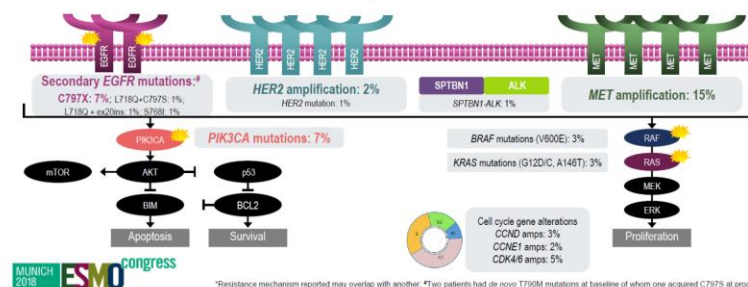 EGFR EGFR HER2 HER2 HER2 HER2 MET MET MET MET
Secondary EGFR mutations:#
C797X: 7%; L718Q+C797S: 1%;
L718Q + ex20ins: 1%; S768I: 1%
HER2 amplification: 2%
HER2 mutation: 1%
SPTBN1 ALK
SPTBN1-ALK: 1%
MET amplification: 15%
PIK3CA
PIK3CA mutations: 7%
mTOR AKT p53
BIM BCL2
Apoptosis Survival
BRAF mutations (V600E): 3%
KRAS mutations (G12D/C, A146T): 3%
RAF
RAS
MEK
ERK
Proliferation
Cell cycle gene alterations
CCND amps: 3%
CCNE1 amps: 2%
CDK4/6 amps: 5%
MUNICH
2018
ESMO congress
*Resistance mechanism reported may overlap with another; #Two patients had de novo T790M mutations at baseline of whom one acquired C797S at